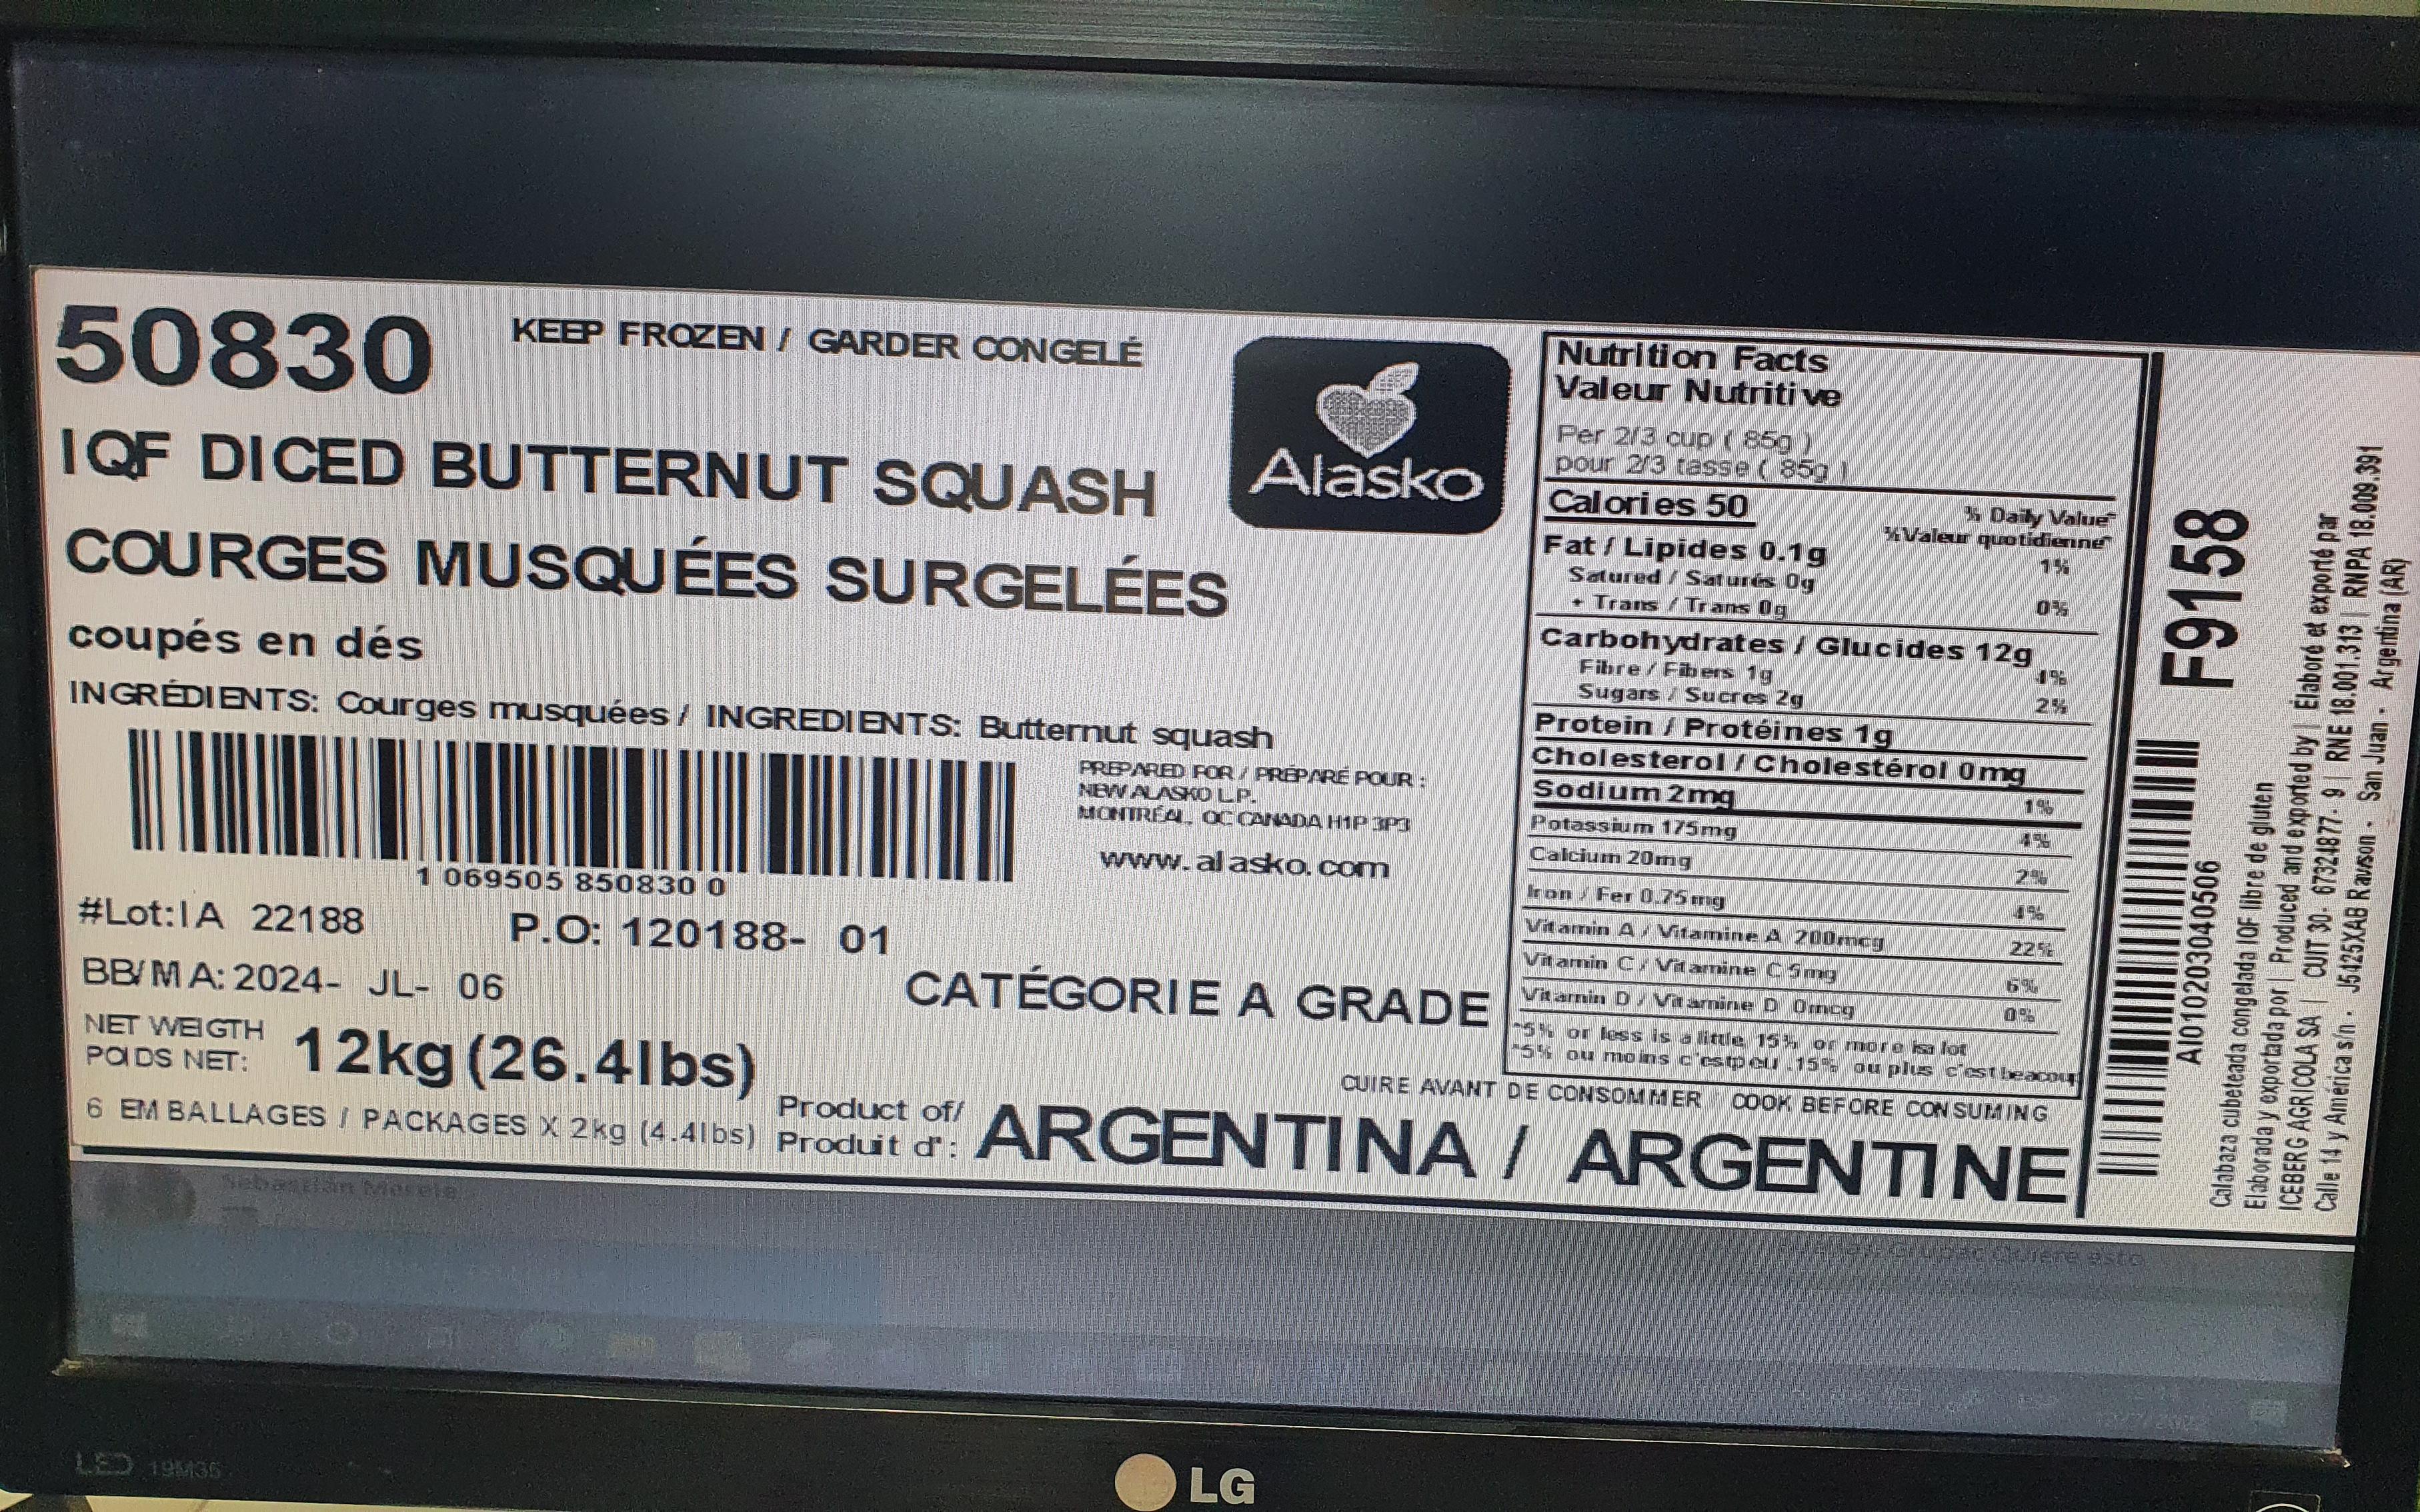 50830
KEEP FROZEN / GARDER CONGELÉ
IQF DICED BUTTERNUT SQUASH
COURGES MUSQUÉES SURGELÉES
coupés en dés
INGRÉDIENTS: Courges musquées / INGREDIENTS: Butternut squash
1 069505 850830 0
PREPARED FOR / PRÉPARÉ POUR :
NEW ALASKO L.P.
MONTRÉAL, QC CANADA H1P 3P3
www.alasko.com
#Lot:IA 22188
P.O: 120188- 01
BB/MA: 2024- JL- 06
CATÉGORIE A GRADE
NET WEIGTH
POIDS NET:
12kg (26.4lbs)
6 EMBALLAGES / PACKAGES X 2kg (4.4lbs)
Product of/
Produit d' :
ARGENTINA / ARGENTINE
CUIRE AVANT DE CONSOMMER / COOK BEFORE CONSUMING
Alasko
Nutrition Facts
Valeur Nutritive
Per 2/3 cup ( 85g )
pour 2/3 tasse ( 85g )
Calories 50
% Daily Value*
% Valeur quotidienne*
Fat / Lipides 0.1g 1%
Satured / Saturés 0g
+ Trans / Trans 0g 0%
Carbohydrates / Glucides 12g
Fibre / Fibers 1g 4%
Sugars / Sucres 2g 2%
Protein / Protéines 1g
Cholesterol / Cholestérol 0mg
Sodium 2mg 1%
Potassium 175mg 4%
Calcium 20mg 2%
Iron / Fer 0.75mg 4%
Vitamin A / Vitamine A 200mcg 22%
Vitamin C / Vitamine C 5mg 6%
Vitamin D / Vitamine D 0mcg 0%
*5% or less is a little 15% or more is a lot
*5% ou moins c'est peu .15% ou plus c'est beacoup
F9158
AI010203040506
Calabaza cubeteada congelada IQF libre de gluten
Elaborada y exportada por | Produced and exported by | Élaboré et exporté par
ICEBERG AGRICOLA SA | CUIT 30- 67324877- 9 | RNE 18.001.313 | RNPA 18.009.391
Calle 14 y América s/n - J5425XAB Rawson - San Juan - Argentina (AR)
Buenas. Grupac Quiere esto
LED 19M35
LG